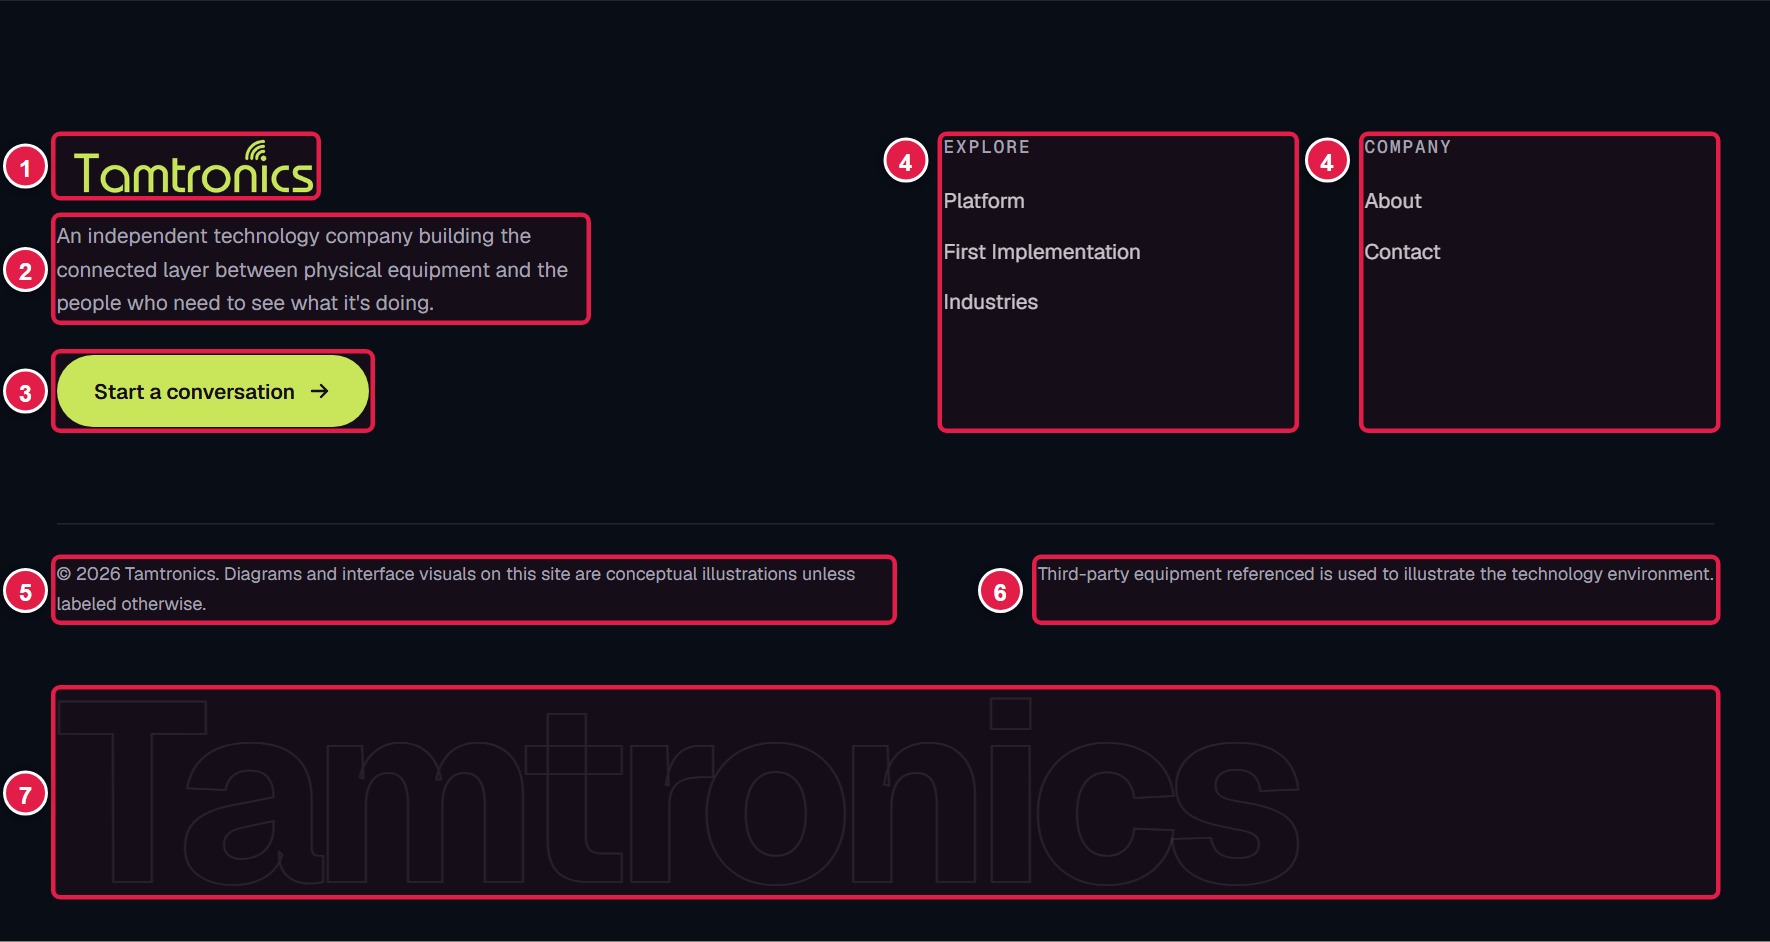 1
Tamtronics
2
An independent technology company building the
connected layer between physical equipment and the
people who need to see what it's doing.
3
Start a conversation →
4
EXPLORE
Platform
First Implementation
Industries
4
COMPANY
About
Contact
5
© 2026 Tamtronics. Diagrams and interface visuals on this site are conceptual illustrations unless
labeled otherwise.
6
Third-party equipment referenced is used to illustrate the technology environment.
7
Tamtronics